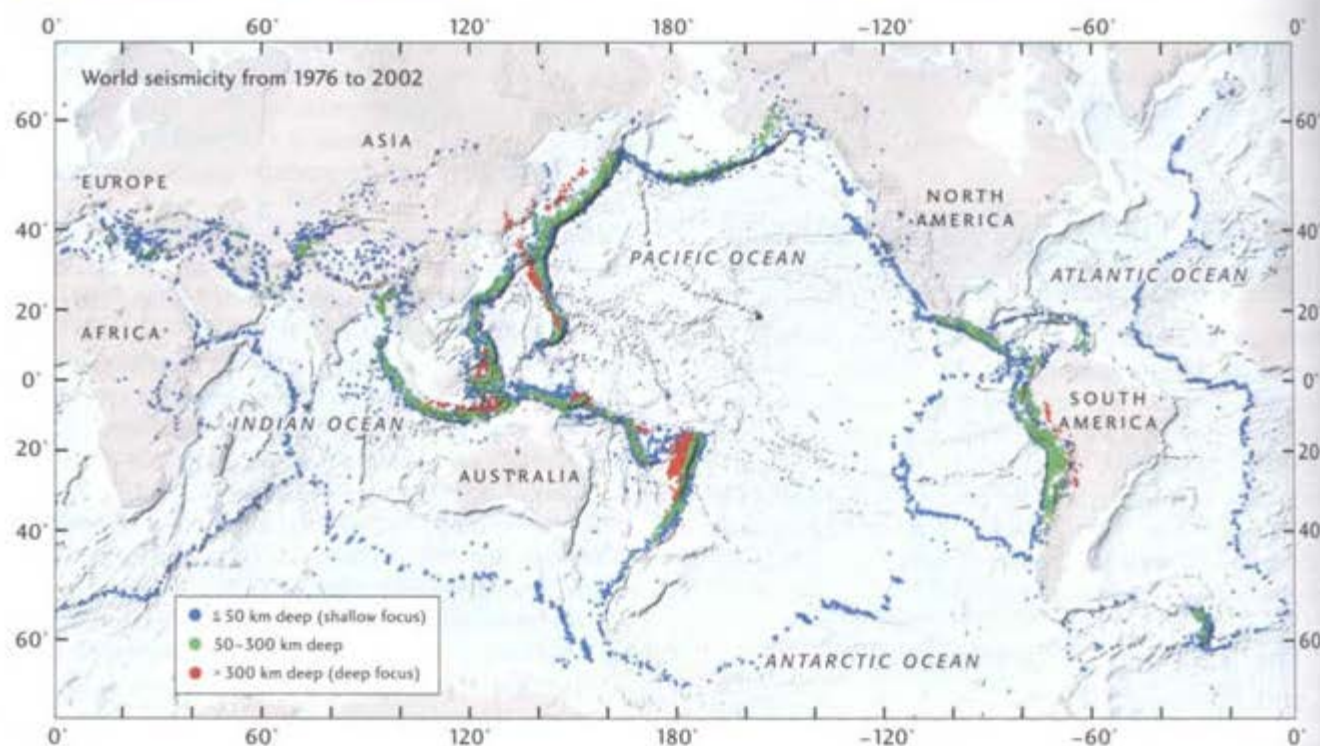 0° 60° 120° 180° −120° −60° 0°
World seismicity from 1976 to 2002
60° 60°
ASIA
EUROPE
NORTH
AMERICA
40° 40°
PACIFIC OCEAN
ATLANTIC OCEAN
20° 20°
AFRICA
0° 0°
SOUTH
AMERICA
INDIAN OCEAN
20° 20°
AUSTRALIA
40° 40°
≤ 50 km deep (shallow focus)
50–300 km deep
> 300 km deep (deep focus)
60° 60°
ANTARCTIC OCEAN
0° 60° 120° 180° −120° −60° 0°